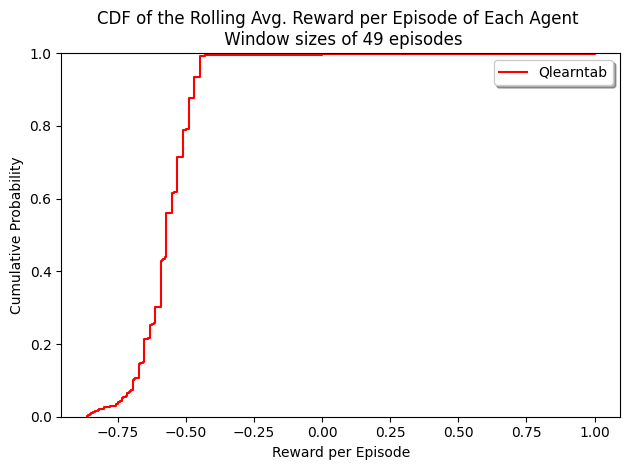 CDF of the Rolling Avg. Reward per Episode of Each Agent
Window sizes of 49 episodes
Qlearntab
Cumulative Probability
1.0
0.8
0.6
0.4
0.2
0.0
−0.75 −0.50 −0.25 0.00 0.25 0.50 0.75 1.00
Reward per Episode